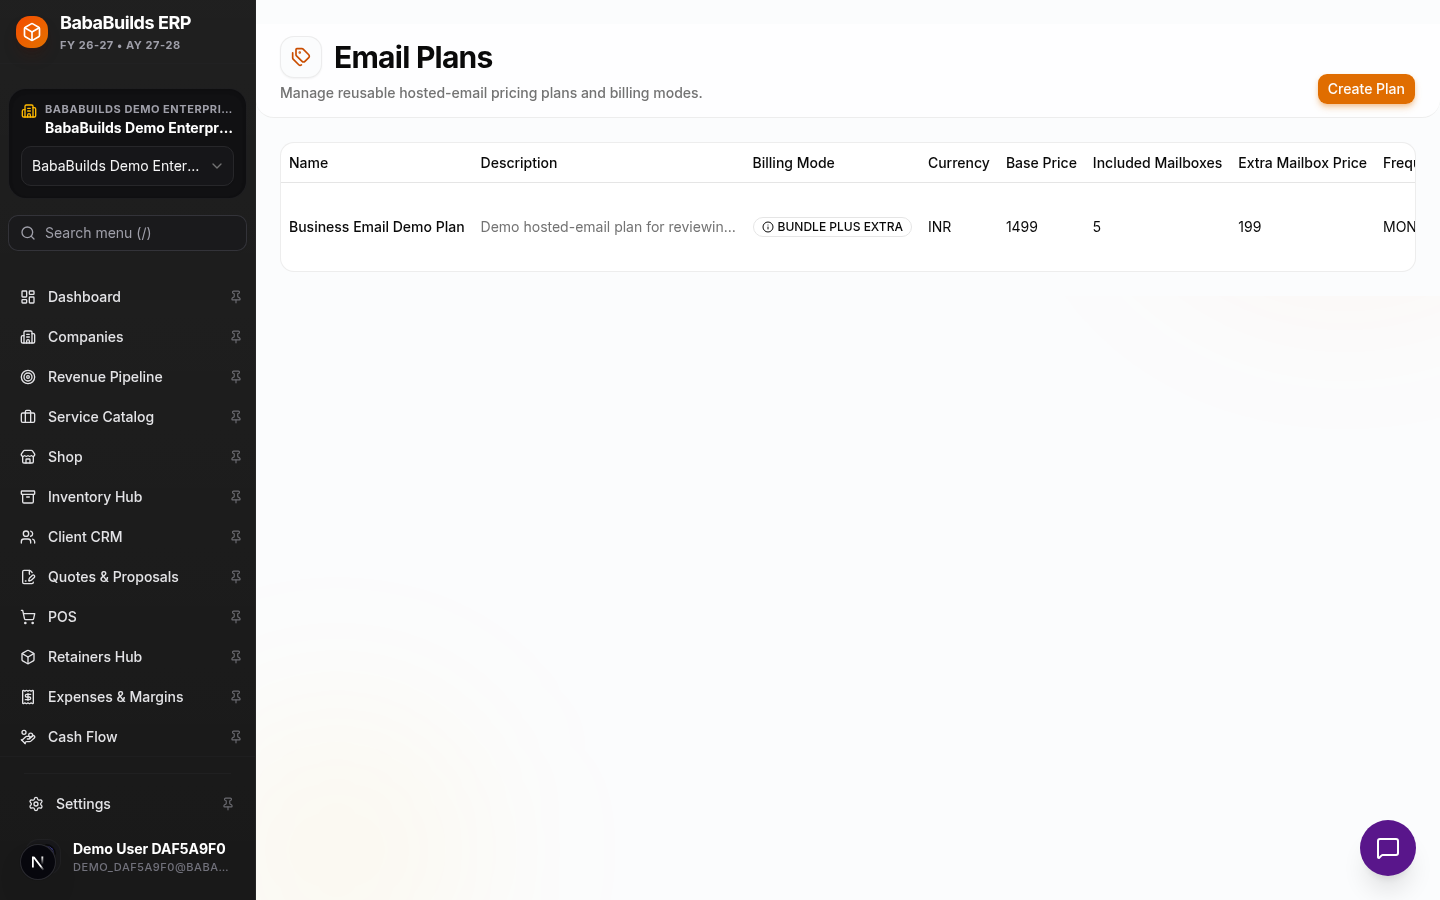 BabaBuilds ERP
FY 26-27 • AY 27-28
BABABUILDS DEMO ENTERPRI...
BabaBuilds Demo Enterpr...
BabaBuilds Demo Enter...
Search menu (/)
Dashboard
Companies
Revenue Pipeline
Service Catalog
Shop
Inventory Hub
Client CRM
Quotes & Proposals
POS
Retainers Hub
Expenses & Margins
Cash Flow
Settings
Demo User DAF5A9F0
DEMO_DAF5A9F0@BABA...
Email Plans
Manage reusable hosted-email pricing plans and billing modes.
Create Plan
Name Description Billing Mode Currency Base Price Included Mailboxes Extra Mailbox Price Frequ
Business Email Demo Plan Demo hosted-email plan for reviewin... BUNDLE PLUS EXTRA INR 1499 5 199 MON